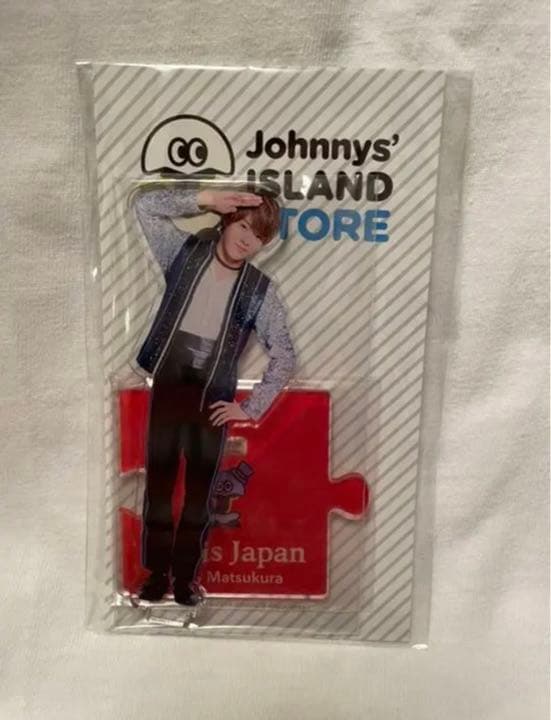 Johnnys'
ISLAND
TORE
is Japan
Matsukura